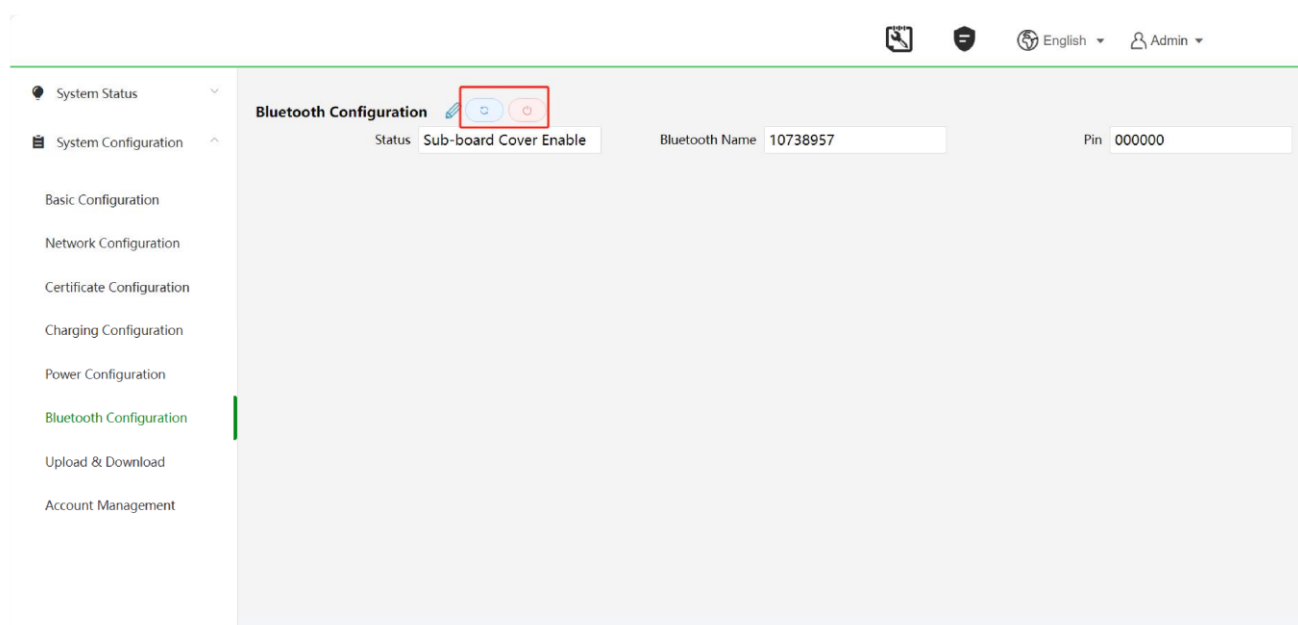 English
Admin
System Status
System Configuration
Basic Configuration
Network Configuration
Certificate Configuration
Charging Configuration
Power Configuration
Bluetooth Configuration
Upload & Download
Account Management
Bluetooth Configuration
Status Sub-board Cover Enable Bluetooth Name 10738957 Pin 000000